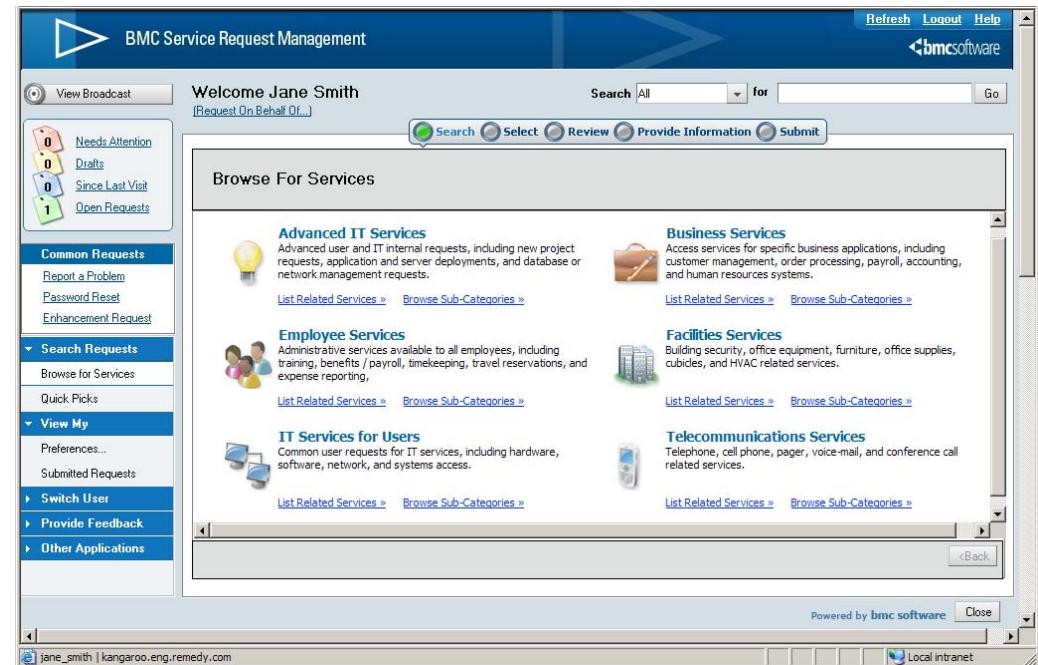 Refresh Logout Help
BMC Service Request Management
bmcsoftware
View Broadcast
Welcome Jane Smith
(Request On Behalf Of...)
Search All for Go
Search Select Review Provide Information Submit
0 Needs Attention
0 Drafts
0 Since Last Visit
1 Open Requests
Common Requests
Report a Problem
Password Reset
Enhancement Request
Search Requests
Browse for Services
Quick Picks
View My
Preferences...
Submitted Requests
Switch User
Provide Feedback
Other Applications
Browse For Services
Advanced IT Services
Advanced user and IT internal requests, including new project
requests, application and server deployments, and database or
network management requests.
List Related Services » Browse Sub-Categories »
Business Services
Access services for specific business applications, including
customer management, order processing, payroll, accounting,
and human resources systems.
List Related Services » Browse Sub-Categories »
Employee Services
Administrative services available to all employees, including
training, benefits / payroll, timekeeping, travel reservations, and
expense reporting,
List Related Services » Browse Sub-Categories »
Facilities Services
Building security, office equipment, furniture, office supplies,
cubicles, and HVAC related services.
List Related Services » Browse Sub-Categories »
IT Services for Users
Common user requests for IT services, including hardware,
software, network, and systems access.
List Related Services » Browse Sub-Categories »
Telecommunications Services
Telephone, cell phone, pager, voice-mail, and conference call
related services.
List Related Services » Browse Sub-Categories »
<Back
Powered by bmc software Close
jane_smith | kangaroo.eng.remedy.com Local intranet